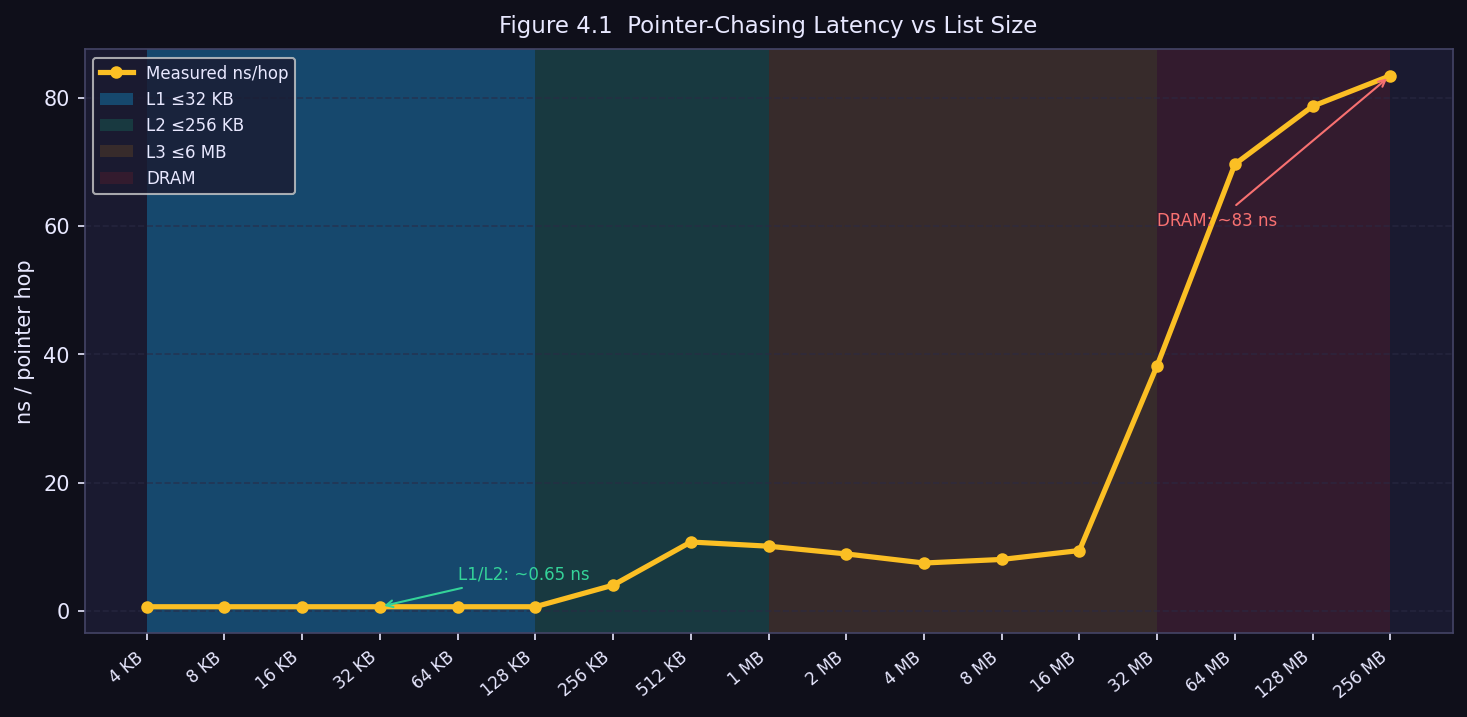 Figure 4.1  Pointer-Chasing Latency vs List Size
Measured ns/hop
L1 ≤32 KB
L2 ≤256 KB
L3 ≤6 MB
DRAM
ns / pointer hop
80
60
40
20
0
DRAM: ~83 ns
L1/L2: ~0.65 ns
4 KB
8 KB
16 KB
32 KB
64 KB
128 KB
256 KB
512 KB
1 MB
2 MB
4 MB
8 MB
16 MB
32 MB
64 MB
128 MB
256 MB